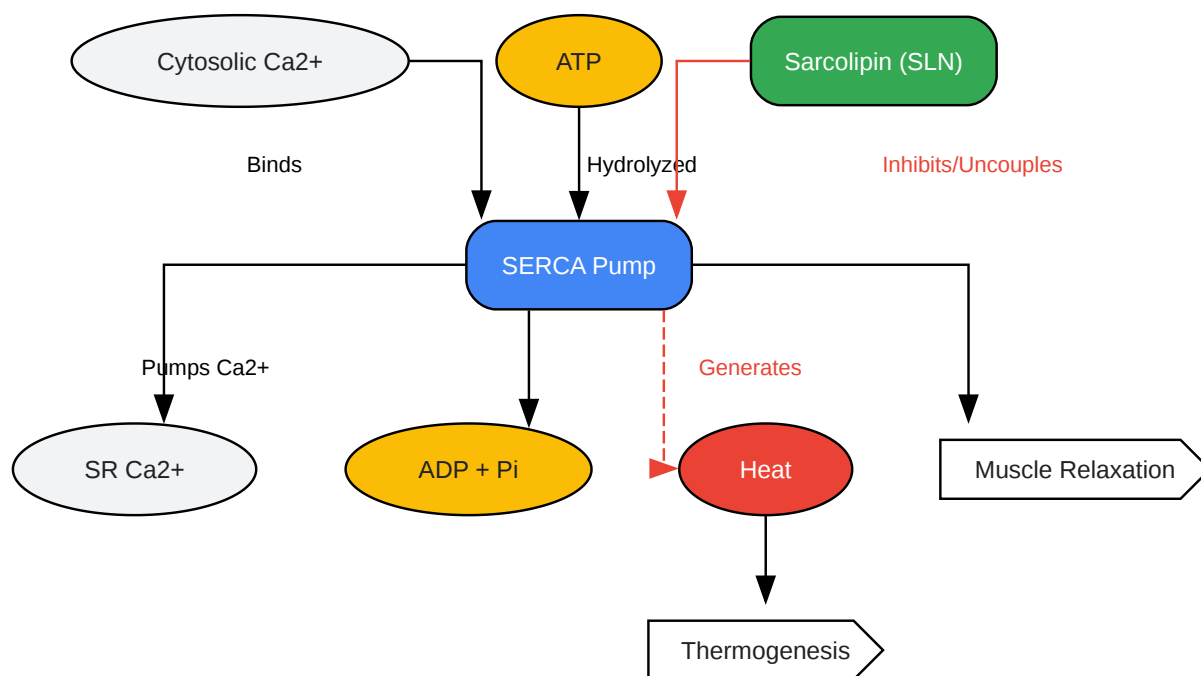 Cytosolic Ca2+
ATP
Sarcolipin (SLN)
Binds
Hydrolyzed
Inhibits/Uncouples
SERCA Pump
Pumps Ca2+
Generates
SR Ca2+
ADP + Pi
Heat
Muscle Relaxation
Thermogenesis